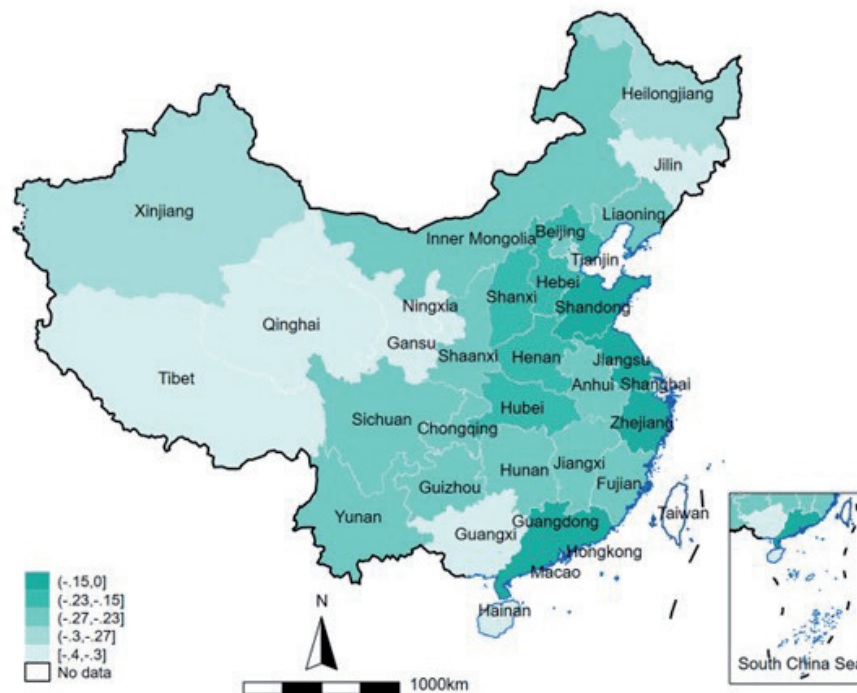 Heilongjiang
Jilin
Xinjiang
Liaoning
Inner Mongolia
Beijing
Tianjin
Hebei
Ningxia
Shanxi
Shandong
Qinghai
Gansu
Shaanxi
Henan
Jiangsu
Tibet
Anhui
Shanghai
Sichuan
Hubei
Chongqing
Zhejiang
Hunan
Jiangxi
Guizhou
Fujian
Yunan
Guangxi
Guangdong
Taiwan
Hongkong
Macao
Hainan
(-.15,0]
(-.23,-.15]
(-.27,-.23]
(-.3,-.27]
[-.4,-.3]
No data
N
1000km
South China Sea